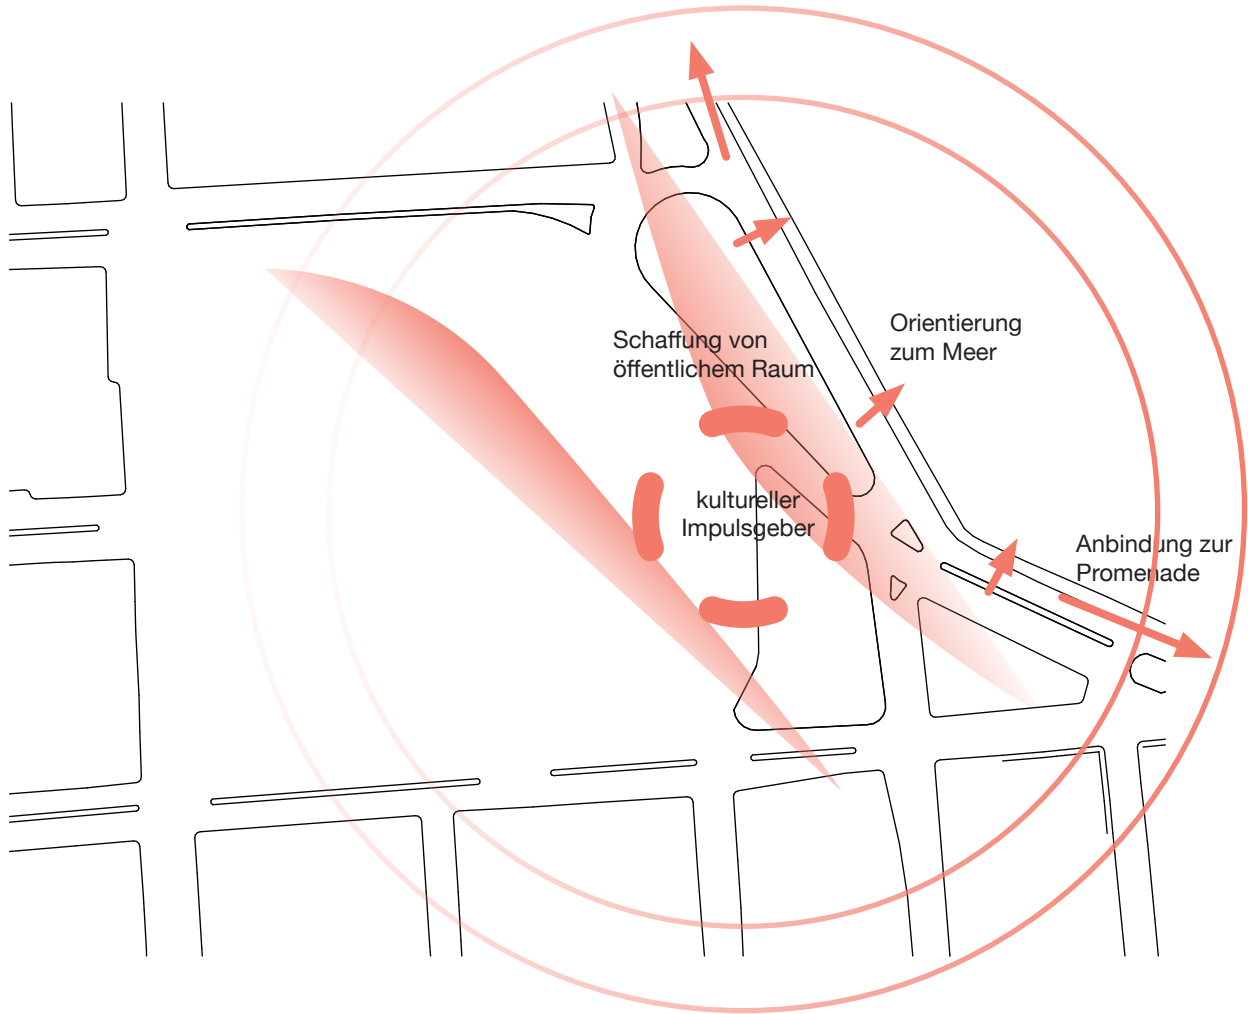 Orientierung
zum Meer
Schaffung von
öffentlichem Raum
kultureller
Impulsgeber
Anbindung zur
Promenade